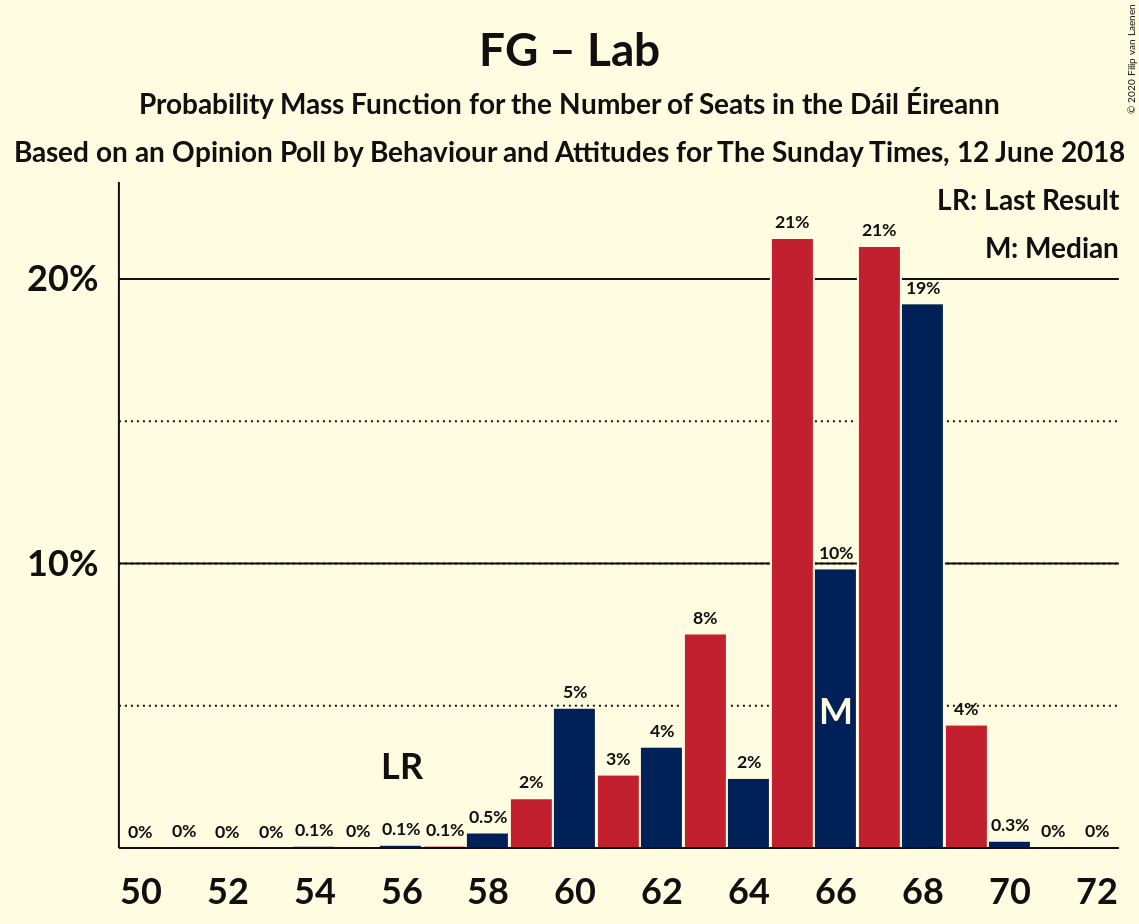 FG – Lab
Probability Mass Function for the Number of Seats in the Dáil Éireann
Based on an Opinion Poll by Behaviour and Attitudes for The Sunday Times, 12 June 2018
© 2020 Filip van Laenen
LR: Last Result
M: Median
20%
10%
0% 0% 0% 0% 0.1% 0% 0.1% 0.1% 0.5% 2% 5% 3% 4% 8% 2% 21% 10% 21% 19% 4% 0.3% 0% 0%
LR
M
50 52 54 56 58 60 62 64 66 68 70 72